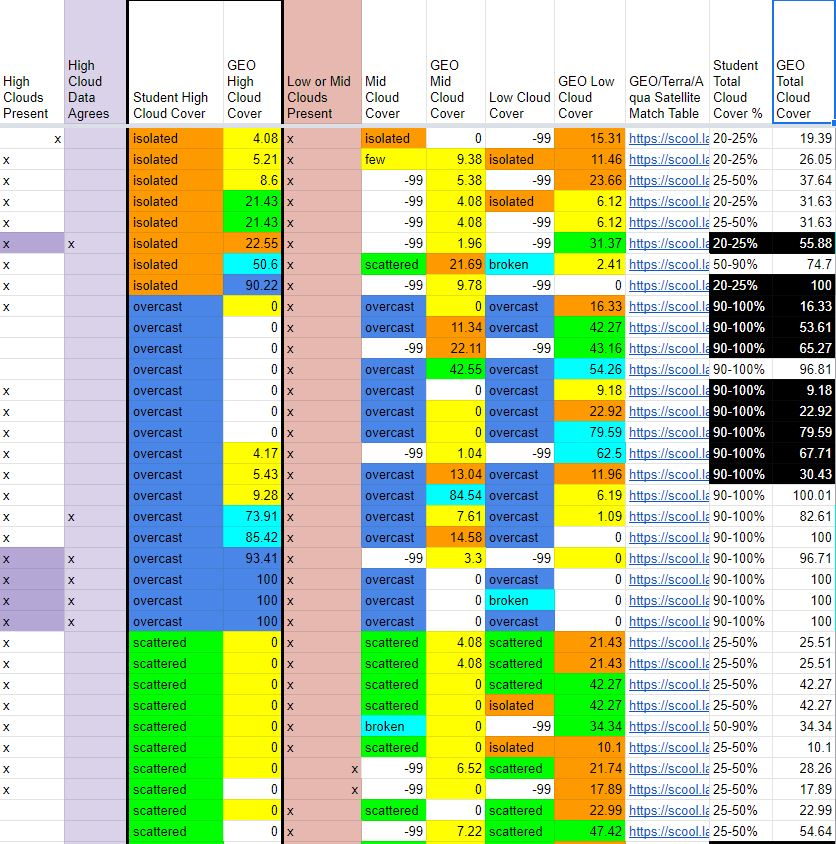 High
Clouds
Present
High
Cloud
Data
Agrees
Student High
Cloud Cover
GEO
High
Cloud
Cover
Low or Mid
Clouds
Present
Mid
Cloud
Cover
GEO
Mid
Cloud
Cover
Low Cloud
Cover
GEO Low
Cloud
Cover
GEO/Terra/A
qua Satellite
Match Table
Student
Total
Cloud
Cover %
GEO
Total
Cloud
Cover
x isolated 4.08 x isolated 0 -99 15.31 https://scool.la 20-25% 19.39
x isolated 5.21 x few 9.38 isolated 11.46 https://scool.la 20-25% 26.05
x isolated 8.6 x -99 5.38 -99 23.66 https://scool.la 25-50% 37.64
x isolated 21.43 x -99 4.08 isolated 6.12 https://scool.la 20-25% 31.63
x isolated 21.43 x -99 4.08 -99 6.12 https://scool.la 25-50% 31.63
x x isolated 22.55 x -99 1.96 -99 31.37 https://scool.la 20-25% 55.88
x isolated 50.6 x scattered 21.69 broken 2.41 https://scool.la 50-90% 74.7
x isolated 90.22 x -99 9.78 -99 0 https://scool.la 20-25% 100
x overcast 0 x overcast 0 overcast 16.33 https://scool.la 90-100% 16.33
overcast 0 x overcast 11.34 overcast 42.27 https://scool.la 90-100% 53.61
overcast 0 x -99 22.11 -99 43.16 https://scool.la 90-100% 65.27
overcast 0 x overcast 42.55 overcast 54.26 https://scool.la 90-100% 96.81
x overcast 0 x overcast 0 overcast 9.18 https://scool.la 90-100% 9.18
x overcast 0 x overcast 0 overcast 22.92 https://scool.la 90-100% 22.92
x overcast 0 x overcast 0 overcast 79.59 https://scool.la 90-100% 79.59
x overcast 4.17 x -99 1.04 -99 62.5 https://scool.la 90-100% 67.71
x overcast 5.43 x overcast 13.04 overcast 11.96 https://scool.la 90-100% 30.43
x overcast 9.28 x overcast 84.54 overcast 6.19 https://scool.la 90-100% 100.01
x x overcast 73.91 x overcast 7.61 overcast 1.09 https://scool.la 90-100% 82.61
x overcast 85.42 x overcast 14.58 overcast 0 https://scool.la 90-100% 100
x x overcast 93.41 x -99 3.3 -99 0 https://scool.la 90-100% 96.71
x x overcast 100 x overcast 0 overcast 0 https://scool.la 90-100% 100
x x overcast 100 x overcast 0 broken 0 https://scool.la 90-100% 100
x x overcast 100 x overcast 0 overcast 0 https://scool.la 90-100% 100
x scattered 0 x scattered 4.08 scattered 21.43 https://scool.la 25-50% 25.51
x scattered 0 x scattered 4.08 scattered 21.43 https://scool.la 25-50% 25.51
x scattered 0 x scattered 0 scattered 42.27 https://scool.la 25-50% 42.27
x scattered 0 x scattered 0 isolated 42.27 https://scool.la 25-50% 42.27
x scattered 0 x broken 0 -99 34.34 https://scool.la 50-90% 34.34
x scattered 0 x scattered 0 isolated 10.1 https://scool.la 25-50% 10.1
x scattered 0 x -99 6.52 scattered 21.74 https://scool.la 25-50% 28.26
x scattered 0 x -99 0 -99 17.89 https://scool.la 25-50% 17.89
scattered 0 x scattered 0 scattered 22.99 https://scool.la 25-50% 22.99
scattered 0 x -99 7.22 scattered 47.42 https://scool.la 25-50% 54.64